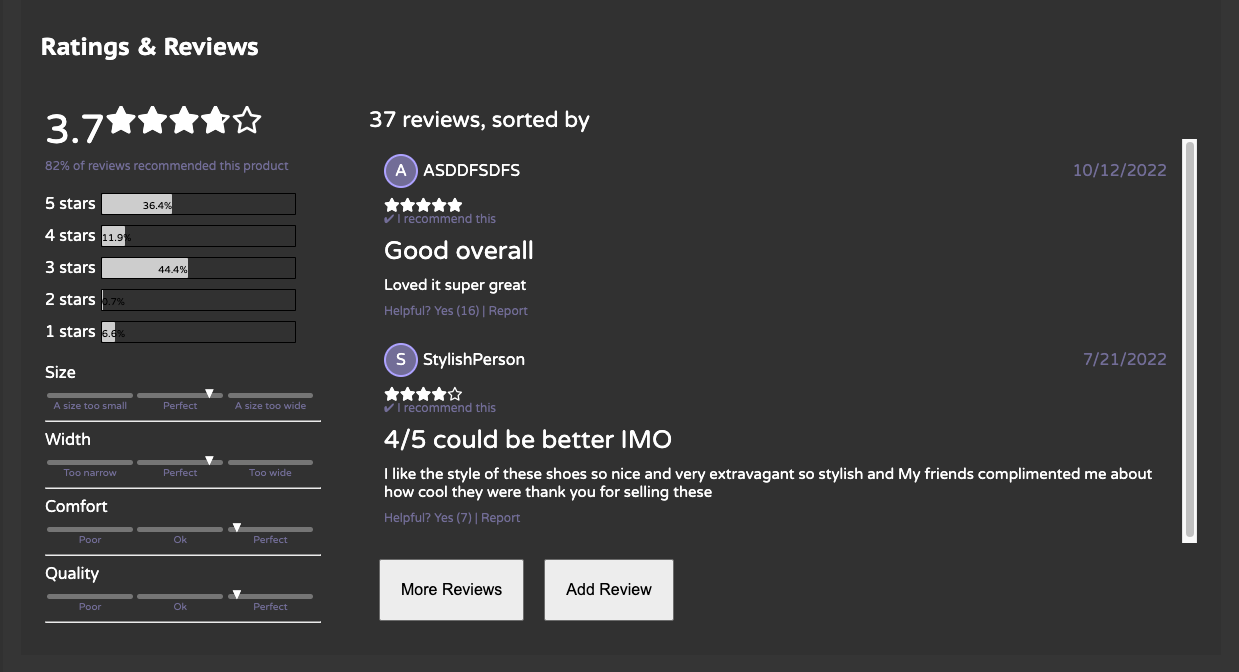 Ratings & Reviews
3.7
82% of reviews recommended this product
5 stars 36.4%
4 stars 11.9%
3 stars 44.4%
2 stars 0.7%
1 stars 6.6%
Size
A size too small Perfect A size too wide
Width
Too narrow Perfect Too wide
Comfort
Poor Ok Perfect
Quality
Poor Ok Perfect
37 reviews, sorted by
A ASDDFSDFS 10/12/2022
✔ I recommend this
Good overall
Loved it super great
Helpful? Yes (16) | Report
S StylishPerson 7/21/2022
✔ I recommend this
4/5 could be better IMO
I like the style of these shoes so nice and very extravagant so stylish and My friends complimented me about
how cool they were thank you for selling these
Helpful? Yes (7) | Report
More Reviews Add Review